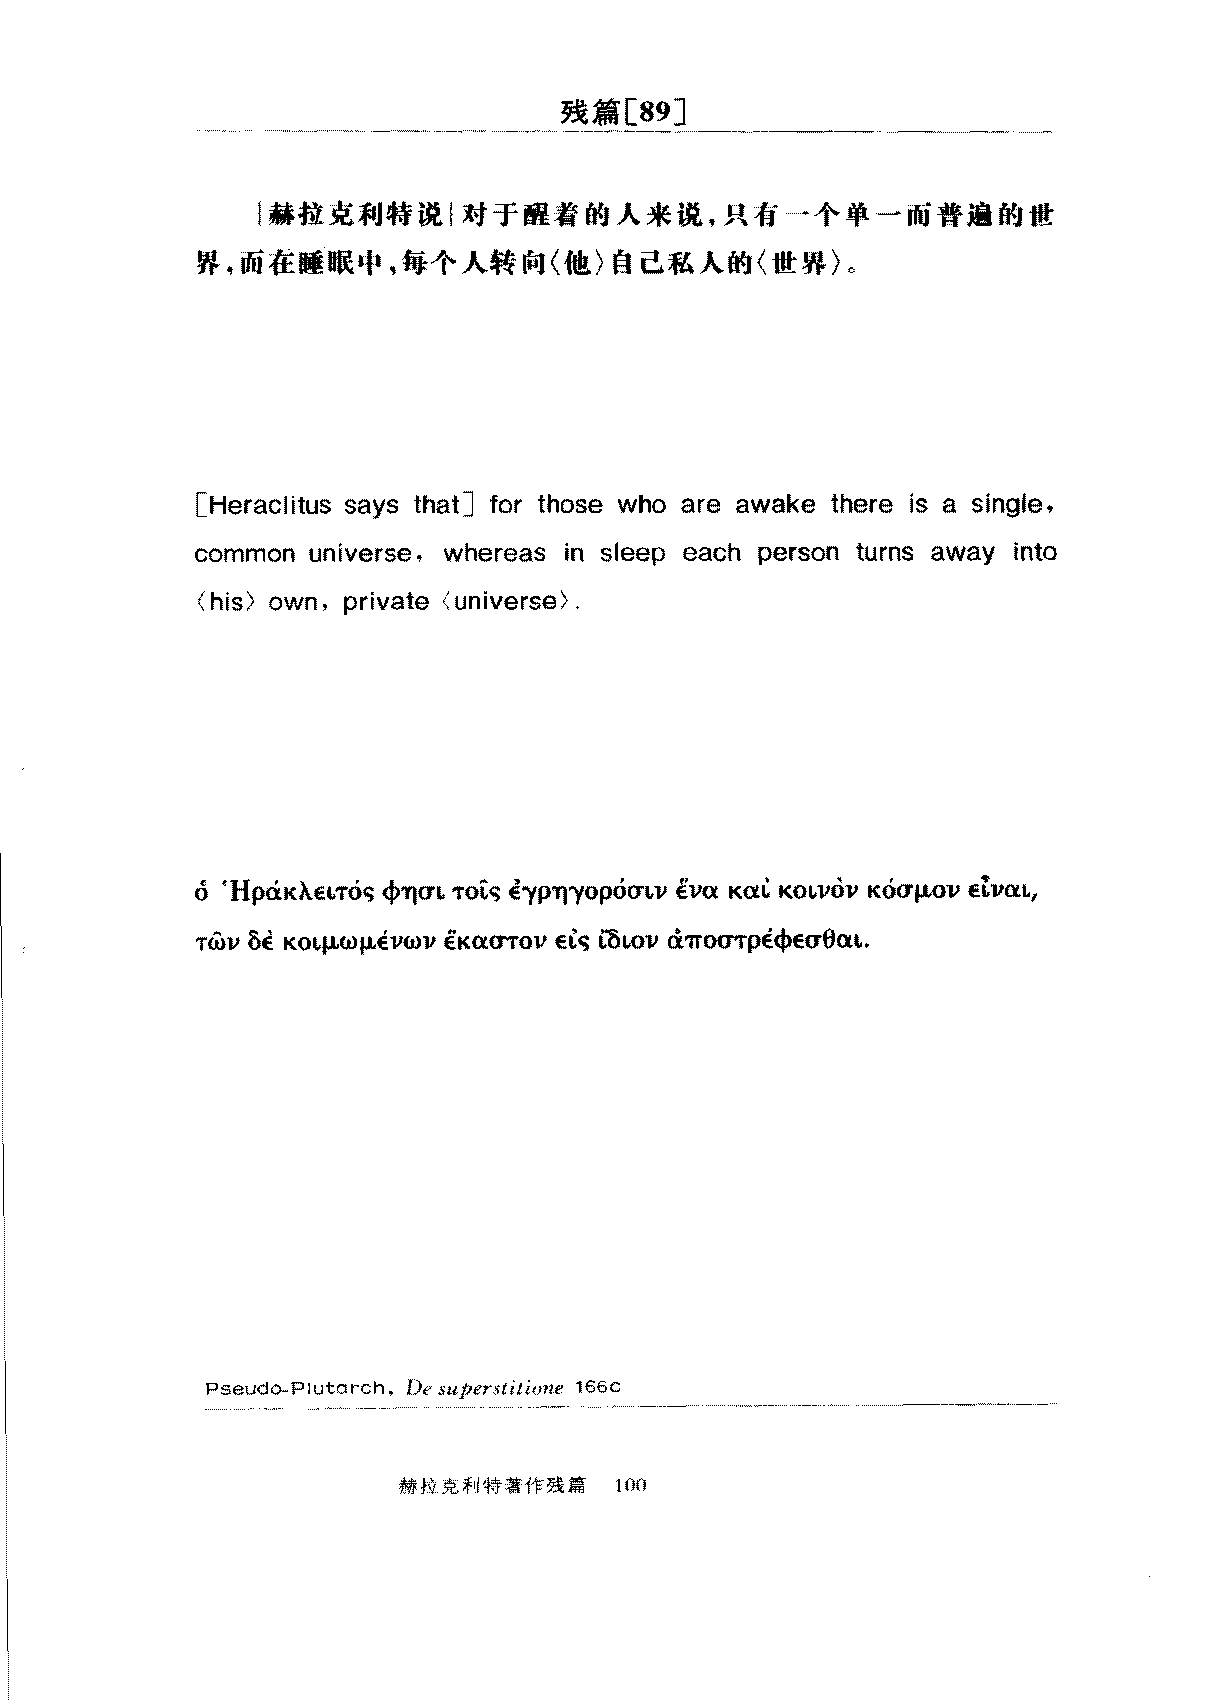 残篇[89]
[赫拉克利特说]对于醒着的人来说,只有一个单一而普遍的世
界,而在睡眠中,每个人转向〈他〉自己私人的〈世界〉。
[Heraclitus says that] for those who are awake there is a single,
common universe, whereas in sleep each person turns away into
〈his〉 own, private 〈universe〉.
ὁ Ἡράκλειτός φησι τοῖς ἐγρηγορόσιν ἕνα καὶ κοινὸν κόσμον εἶναι,
τῶν δὲ κοιμωμένων ἕκαστον εἰς ἴδιον ἀποστρέφεσθαι.
Pseudo-Plutarch, De superstitione 166c
赫拉克利特著作残篇 100